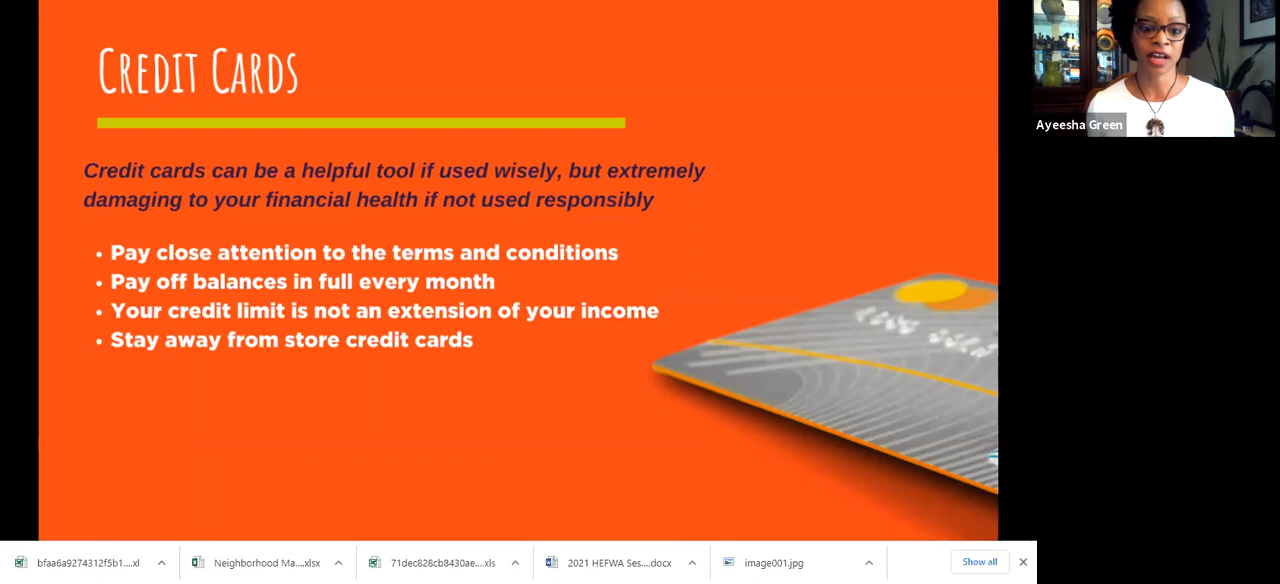 Credit Cards
Credit cards can be a helpful tool if used wisely, but extremely
damaging to your financial health if not used responsibly
• Pay close attention to the terms and conditions
• Pay off balances in full every month
• Your credit limit is not an extension of your income
• Stay away from store credit cards
Ayeesha Green
bfaa6a9274312f5b1....xl
Neighborhood Ma....xlsx
71dec828cb8430ae....xls
2021 HEFWA Ses....docx
image001.jpg
Show all